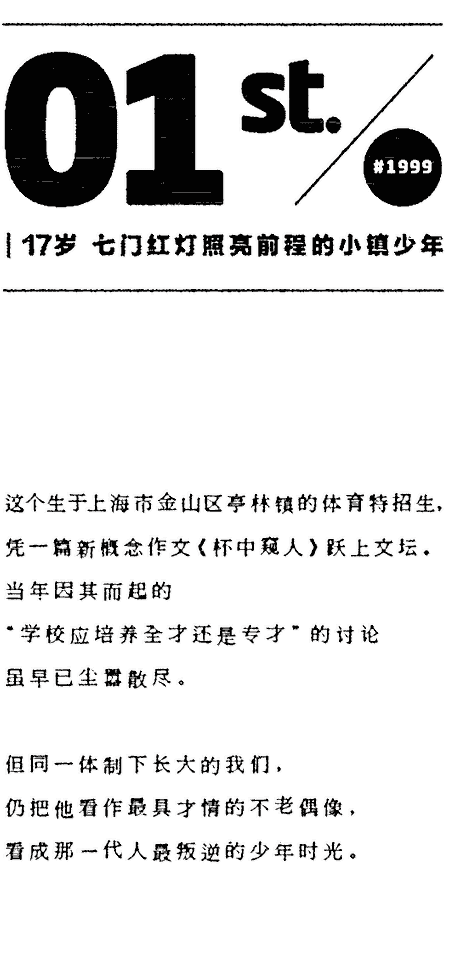 01 st.
#1999
| 17岁 七门红灯照亮前程的小镇少年
这个生于上海市金山区亭林镇的体育特招生,
凭一篇新概念作文《杯中窥人》跃上文坛.
当年因其而起的
“学校应培养全才还是专才”的讨论
虽早已尘嚣散尽。
但同一体制下长大的我们,
仍把他看作最具才情的不老偶像,
看成那一代人最叛逆的少年时光。